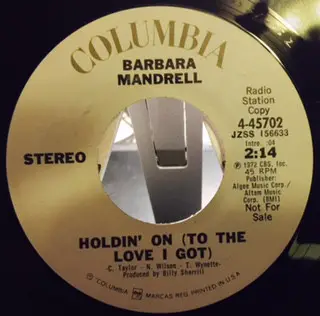 COLUMBIA
BARBARA
MANDRELL
Radio
Station
Copy
4-45702
JZSS 156633
Intro. :04
2:14
℗ 1972 CBS, Inc.
45 RPM
Publisher:
Algee Music Corp./
Altam Music
Corp. (BMI)
Not For
Sale
STEREO
HOLDIN' ON (TO THE
LOVE I GOT)
-C. Taylor- N. Wilson- T. Wynette-
Produced by Billy Sherrill
® "COLUMBIA", MARCAS REG. PRINTED IN U.S.A.